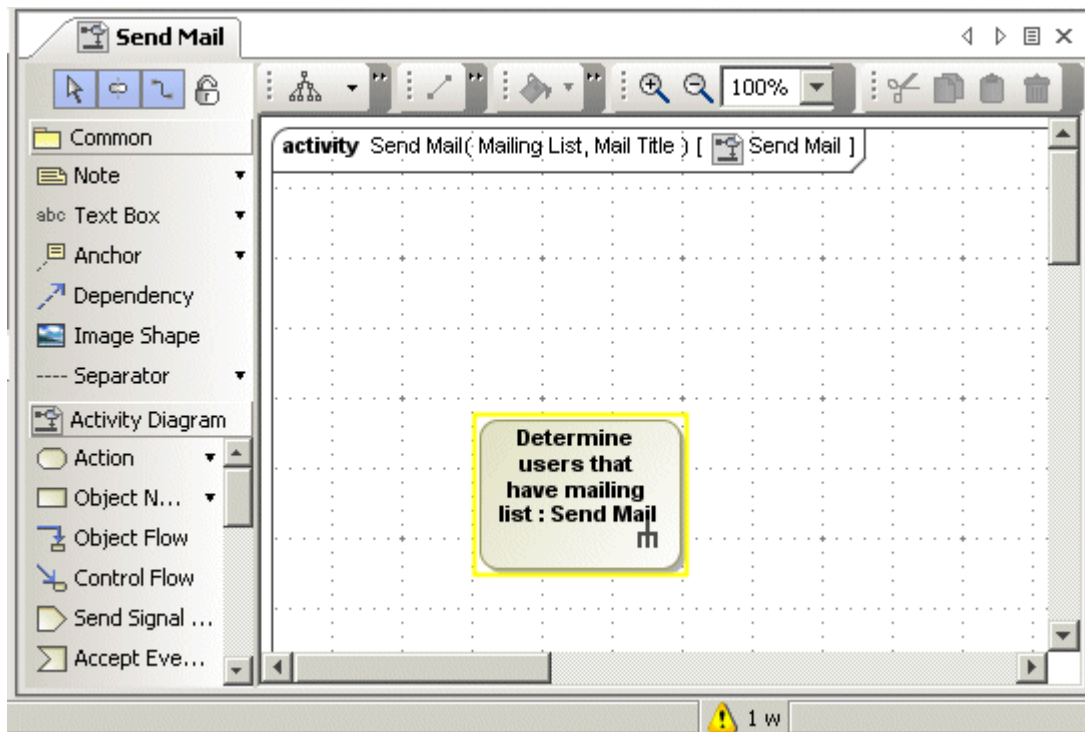 Send Mail
100%
Common
activity Send Mail( Mailing List, Mail Title ) [ Send Mail ]
Note
abc Text Box
Anchor
Dependency
Image Shape
Separator
Activity Diagram
Action
Object N...
Object Flow
Control Flow
Send Signal ...
Accept Eve...
Determine
users that
have mailing
list : Send Mail
1 w